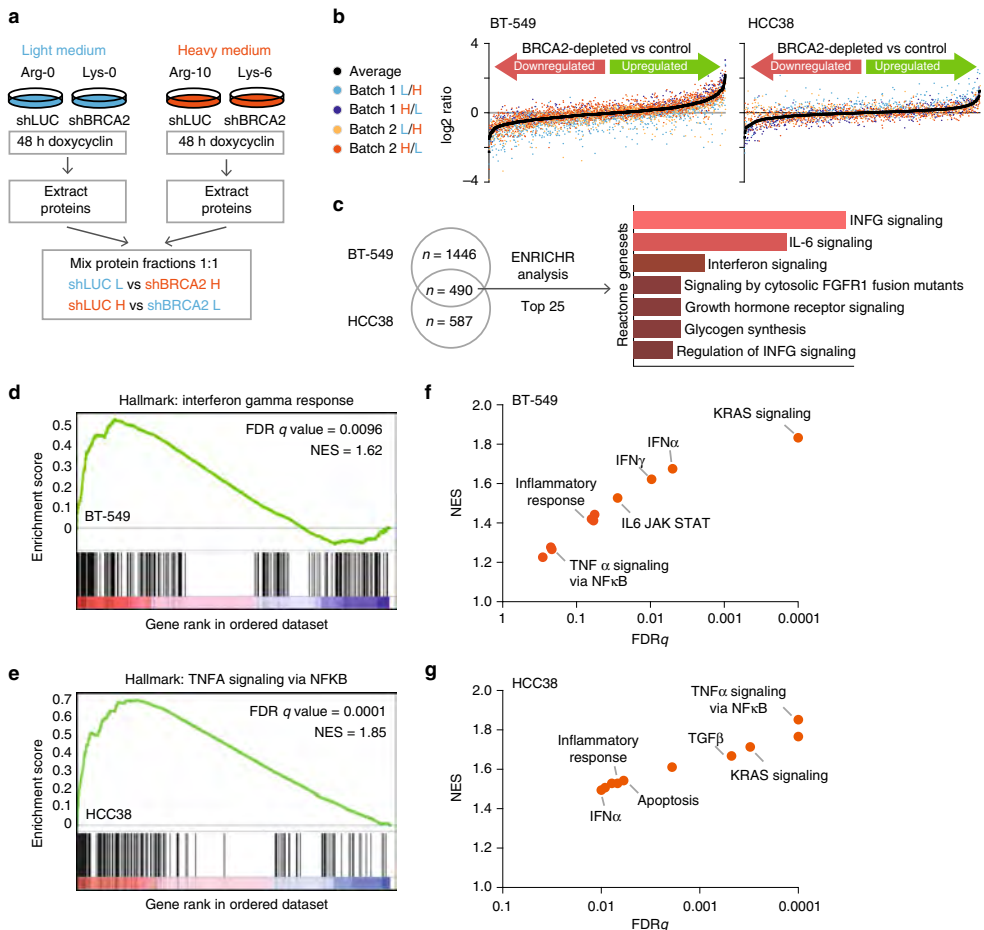 a
Light medium
Heavy medium
Arg-0
Lys-0
Arg-10
Lys-6
shLUC
shBRCA2
shLUC
shBRCA2
48 h doxycyclin
48 h doxycyclin
Extract
proteins
Extract
proteins
Mix protein fractions 1:1
shLUC L vs shBRCA2 H
shLUC H vs shBRCA2 L
b
Average
Batch 1 L/H
Batch 1 H/L
Batch 2 L/H
Batch 2 H/L
BT-549
BRCA2-depleted vs control
Downregulated
Upregulated
log2 ratio
4
0
−4
HCC38
BRCA2-depleted vs control
Downregulated
Upregulated
c
BT-549
n = 1446
n = 490
HCC38
n = 587
ENRICHR
analysis
Top 25
Reactome genesets
INFG signaling
IL-6 signaling
Interferon signaling
Signaling by cytosolic FGFR1 fusion mutants
Growth hormone receptor signaling
Glycogen synthesis
Regulation of INFG signaling
d
Hallmark: interferon gamma response
FDR q value = 0.0096
NES = 1.62
Enrichment score
0.5
0.4
0.3
0.2
0.1
0
BT-549
Gene rank in ordered dataset
e
Hallmark: TNFA signaling via NFKB
FDR q value = 0.0001
NES = 1.85
Enrichment score
0.7
0.6
0.5
0.4
0.3
0.2
0.1
0
HCC38
Gene rank in ordered dataset
f
BT-549
KRAS signaling
IFNα
IFNγ
Inflammatory
response
IL6 JAK STAT
TNF α signaling
via NFκB
NES
2.0
1.8
1.6
1.4
1.2
1.0
1
0.1
0.01
0.001
0.0001
FDRq
g
HCC38
TNFα signaling
via NFκB
TGFβ
KRAS signaling
Inflammatory
response
Apoptosis
IFNα
NES
2.0
1.8
1.6
1.4
1.2
1.0
0.1
0.01
0.001
0.0001
FDRq